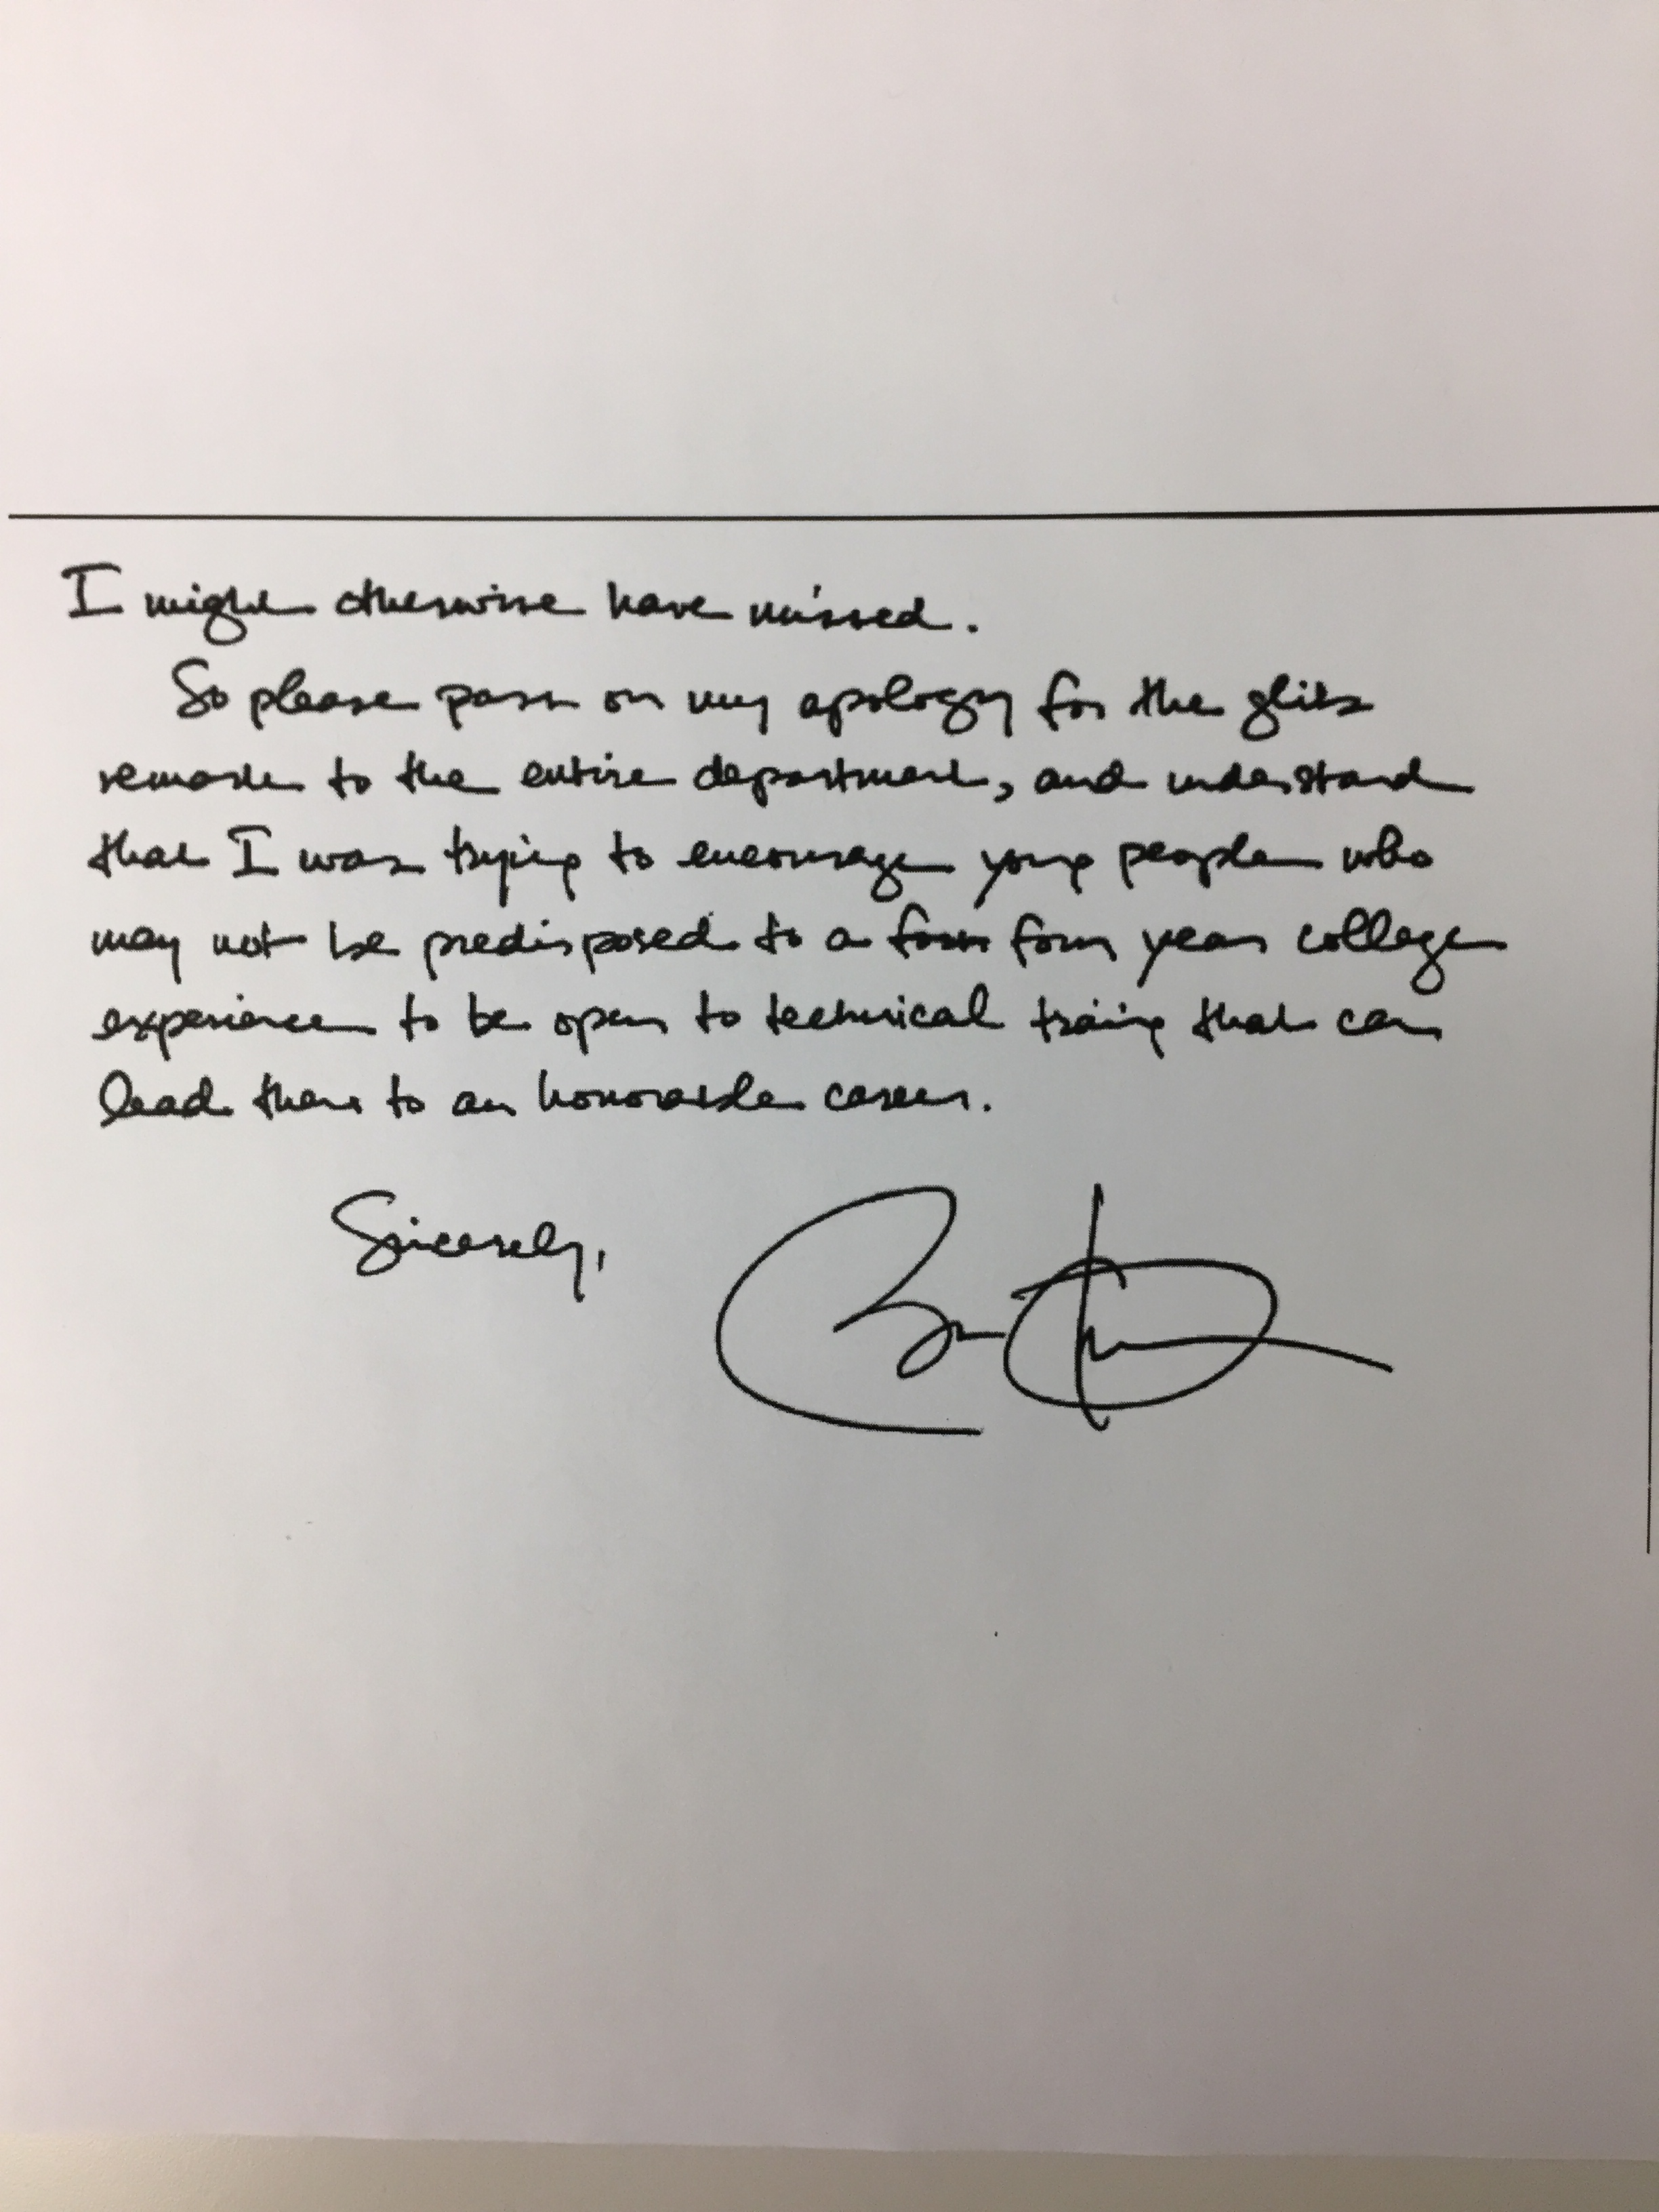 I might otherwise have missed.
So please pass on my apology for the glib
remark to the entire department, and understand
that I was trying to encourage young people who
may not be predisposed to a four year college
experience to be open to technical training that can
lead them to an honorable career.
Sincerely,